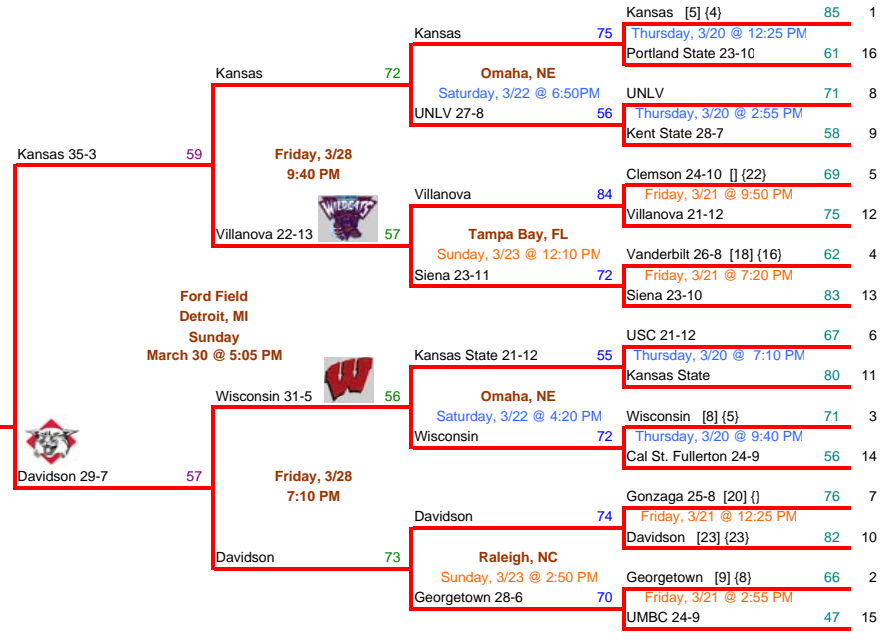 Kansas [5] {4} 85 1
Kansas 75 Thursday, 3/20 @ 12:25 PM
Portland State 23-10 61 16
Kansas 72 Omaha, NE
Saturday, 3/22 @ 6:50PM UNLV 71 8
UNLV 27-8 56 Thursday, 3/20 @ 2:55 PM
Kent State 28-7 58 9
Kansas 35-3 59 Friday, 3/28
9:40 PM Clemson 24-10 [] {22} 69 5
Villanova 84 Friday, 3/21 @ 9:50 PM
WILDCATS
Villanova 21-12 75 12
Villanova 22-13 57 Tampa Bay, FL
Sunday, 3/23 @ 12:10 PM Vanderbilt 26-8 [18] {16} 62 4
Siena 23-11 72 Friday, 3/21 @ 7:20 PM
Ford Field Siena 23-10 83 13
Detroit, MI
Sunday USC 21-12 67 6
March 30 @ 5:05 PM Kansas State 21-12 55 Thursday, 3/20 @ 7:10 PM
W
Kansas State 80 11
Wisconsin 31-5 56 Omaha, NE
Saturday, 3/22 @ 4:20 PM Wisconsin [8] {5} 71 3
Wisconsin 72 Thursday, 3/20 @ 9:40 PM
Cal St. Fullerton 24-9 56 14
Davidson 29-7 57 Friday, 3/28
7:10 PM Gonzaga 25-8 [20] {} 76 7
Davidson 74 Friday, 3/21 @ 12:25 PM
Davidson [23] {23} 82 10
Davidson 73 Raleigh, NC
Sunday, 3/23 @ 2:50 PM Georgetown [9] {8} 66 2
Georgetown 28-6 70 Friday, 3/21 @ 2:55 PM
UMBC 24-9 47 15